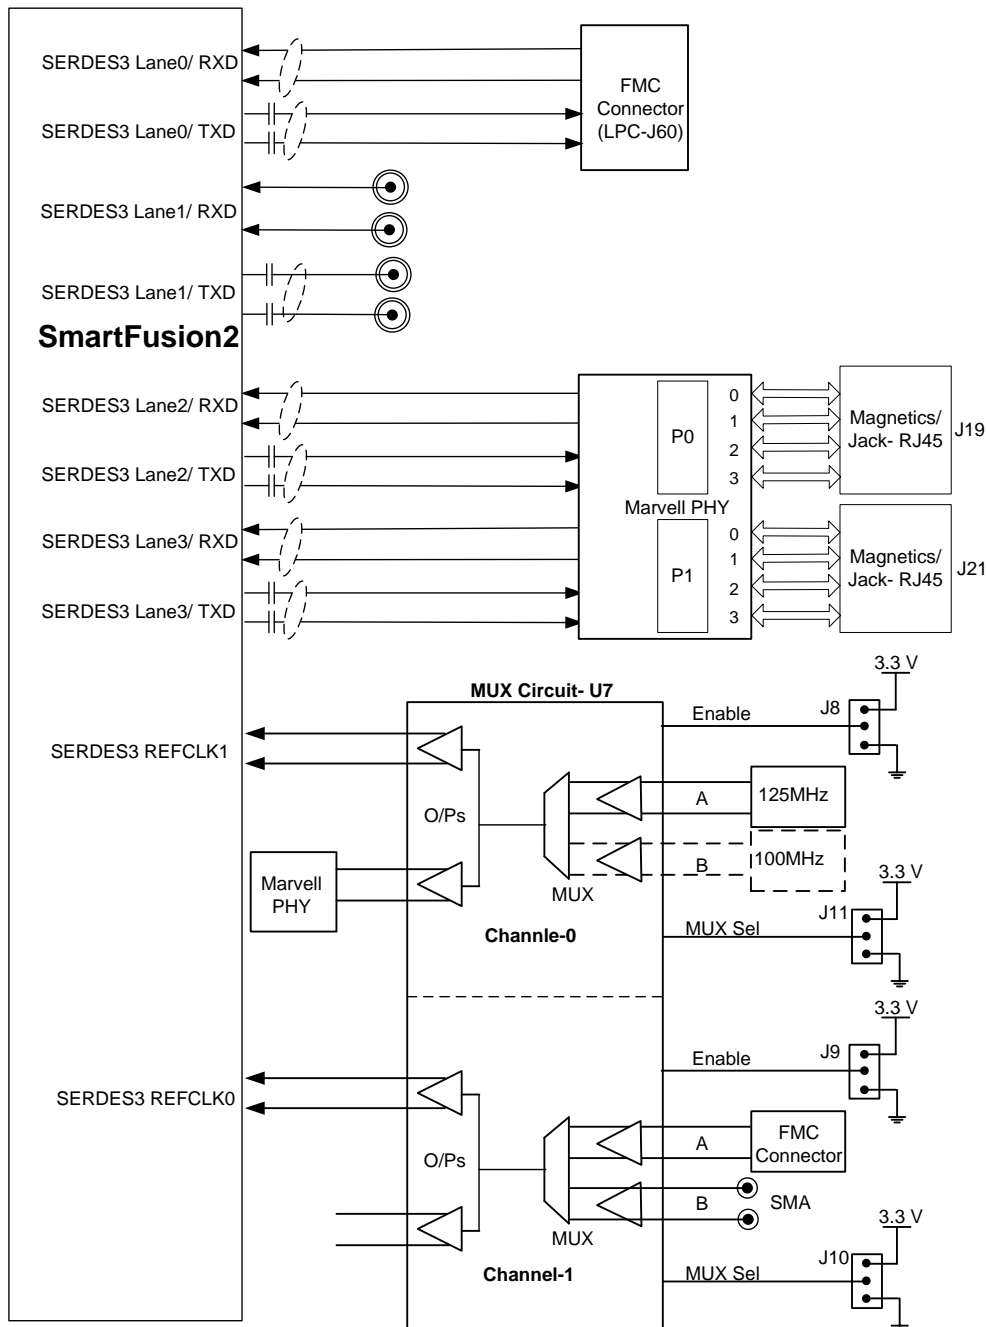 SERDES3 Lane0/ RXD
SERDES3 Lane0/ TXD
FMC
Connector
(LPC-J60)
SERDES3 Lane1/ RXD
SERDES3 Lane1/ TXD
SmartFusion2
SERDES3 Lane2/ RXD
SERDES3 Lane2/ TXD
SERDES3 Lane3/ RXD
SERDES3 Lane3/ TXD
P0
0
1
2
3
Magnetics/
Jack- RJ45
J19
Marvell PHY
P1
0
1
2
3
Magnetics/
Jack- RJ45
J21
MUX Circuit- U7
SERDES3 REFCLK1
O/Ps
Marvell
PHY
MUX
Channle-0
Enable
J8
3.3 V
A
125MHz
B
100MHz
MUX Sel
J11
3.3 V
SERDES3 REFCLK0
O/Ps
MUX
Channel-1
Enable
J9
3.3 V
A
FMC
Connector
B
SMA
MUX Sel
J10
3.3 V